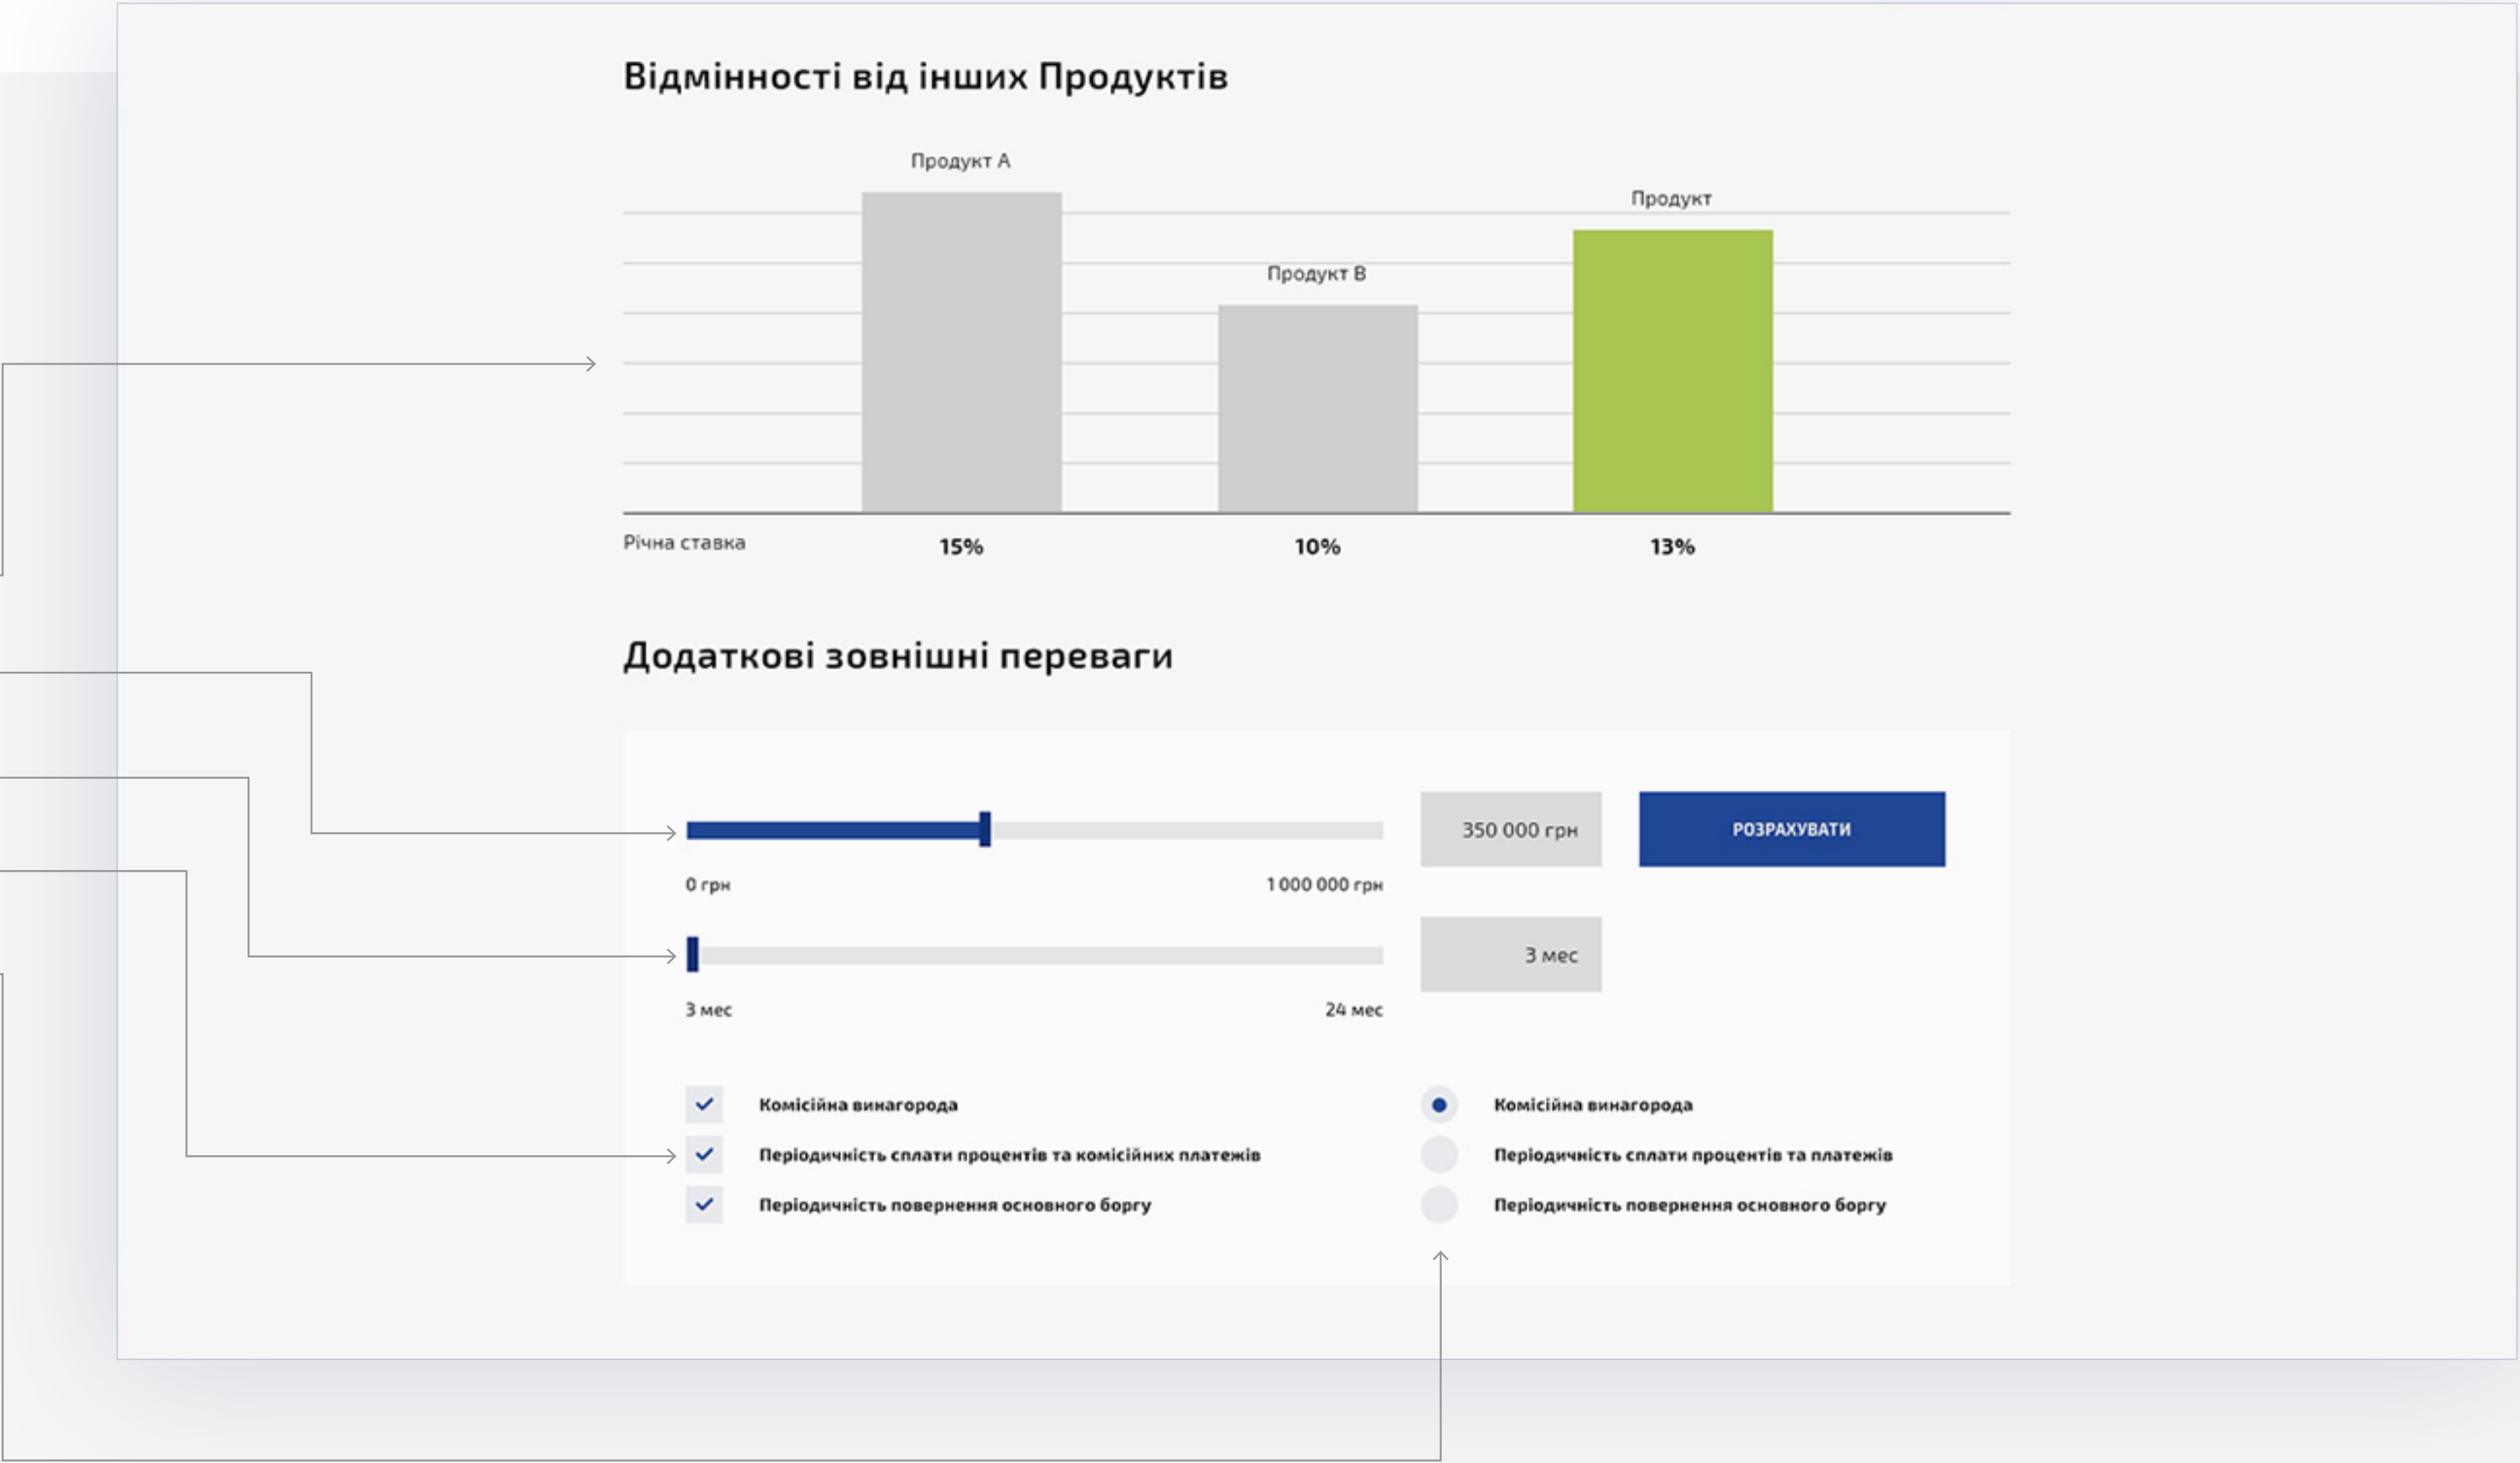 Відмінності від інших Продуктів
Продукт А
Продукт
Продукт В
Річна ставка
15%
10%
13%
Додаткові зовнішні переваги
350 000 грн
РОЗРАХУВАТИ
0 грн
1 000 000 грн
3 мес
3 мес
24 мес
Комісійна винагорода
Комісійна винагорода
Періодичність сплати процентів та комісійних платежів
Періодичність сплати процентів та платежів
Періодичність повернення основного боргу
Періодичність повернення основного боргу